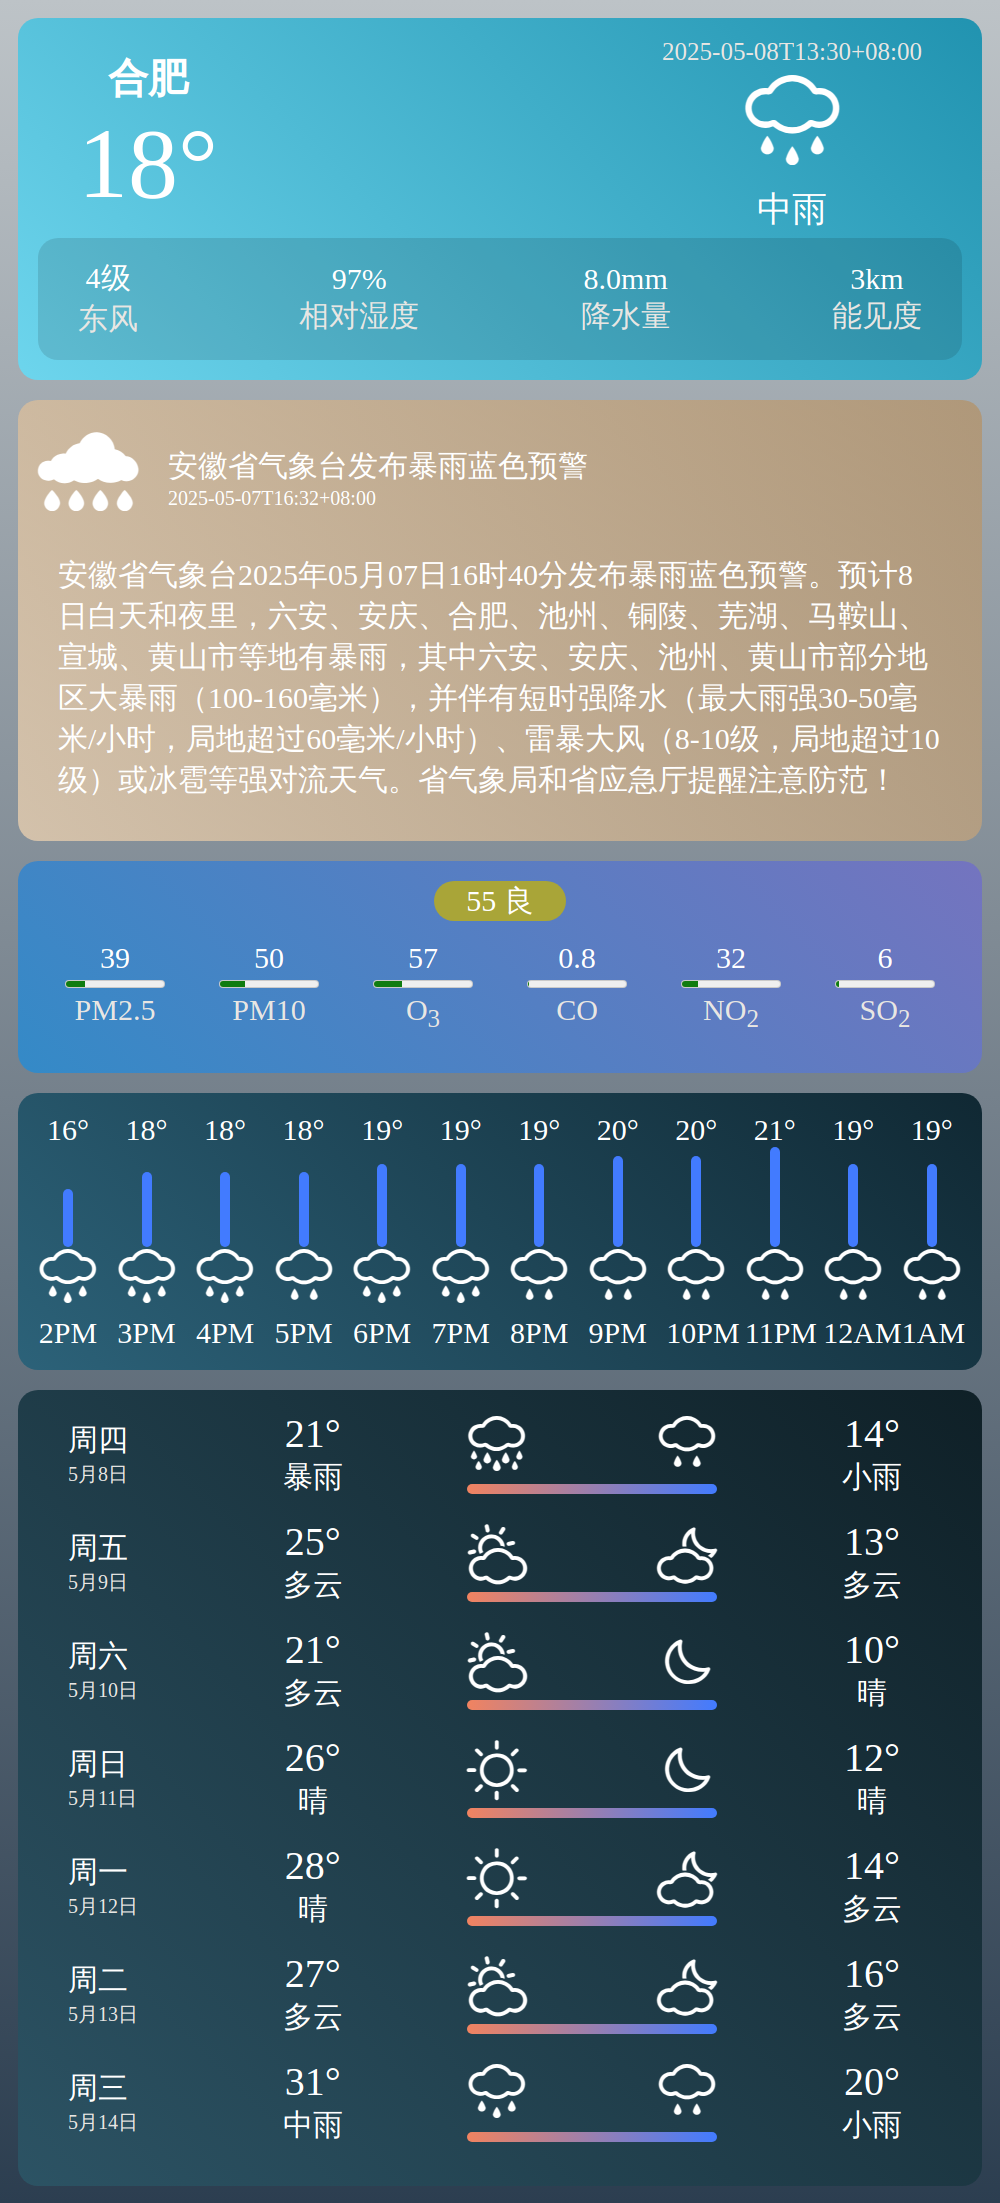 合肥
2025-05-08T13:30+08:00
18°
中雨
4级 97% 8.0mm 3km
东风 相对湿度 降水量 能见度
安徽省气象台发布暴雨蓝色预警
2025-05-07T16:32+08:00
安徽省气象台2025年05月07日16时40分发布暴雨蓝色预警。预计8
日白天和夜里，六安、安庆、合肥、池州、铜陵、芜湖、马鞍山、
宣城、黄山市等地有暴雨，其中六安、安庆、池州、黄山市部分地
区大暴雨（100-160毫米），并伴有短时强降水（最大雨强30-50毫
米/小时，局地超过60毫米/小时）、雷暴大风（8-10级，局地超过10
级）或冰雹等强对流天气。省气象局和省应急厅提醒注意防范！
55 良
39 50 57 0.8 32 6
PM2.5 PM10 O3 CO NO2 SO2
16° 18° 18° 18° 19° 19° 19° 20° 20° 21° 19° 19°
2PM 3PM 4PM 5PM 6PM 7PM 8PM 9PM 10PM 11PM 12AM 1AM
周四 21° 14°
5月8日 暴雨 小雨
周五 25° 13°
5月9日 多云 多云
周六 21° 10°
5月10日 多云 晴
周日 26° 12°
5月11日 晴 晴
周一 28° 14°
5月12日 晴 多云
周二 27° 16°
5月13日 多云 多云
周三 31° 20°
5月14日 中雨 小雨